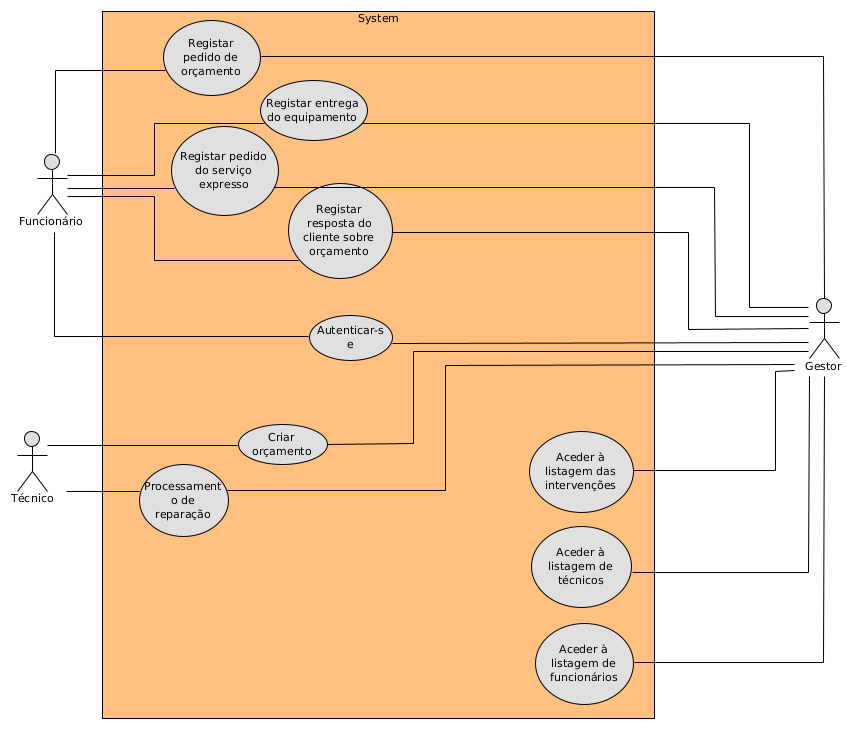 System
Registar
pedido de
orçamento
Registar entrega
do equipamento
Registar pedido
do serviço
expresso
Funcionário
Registar
resposta do
cliente sobre
orçamento
Autenticar-s
e
Gestor
Criar
orçamento
Técnico
Processament
o de
reparação
Aceder à
listagem das
intervenções
Aceder à
listagem de
técnicos
Aceder à
listagem de
funcionários